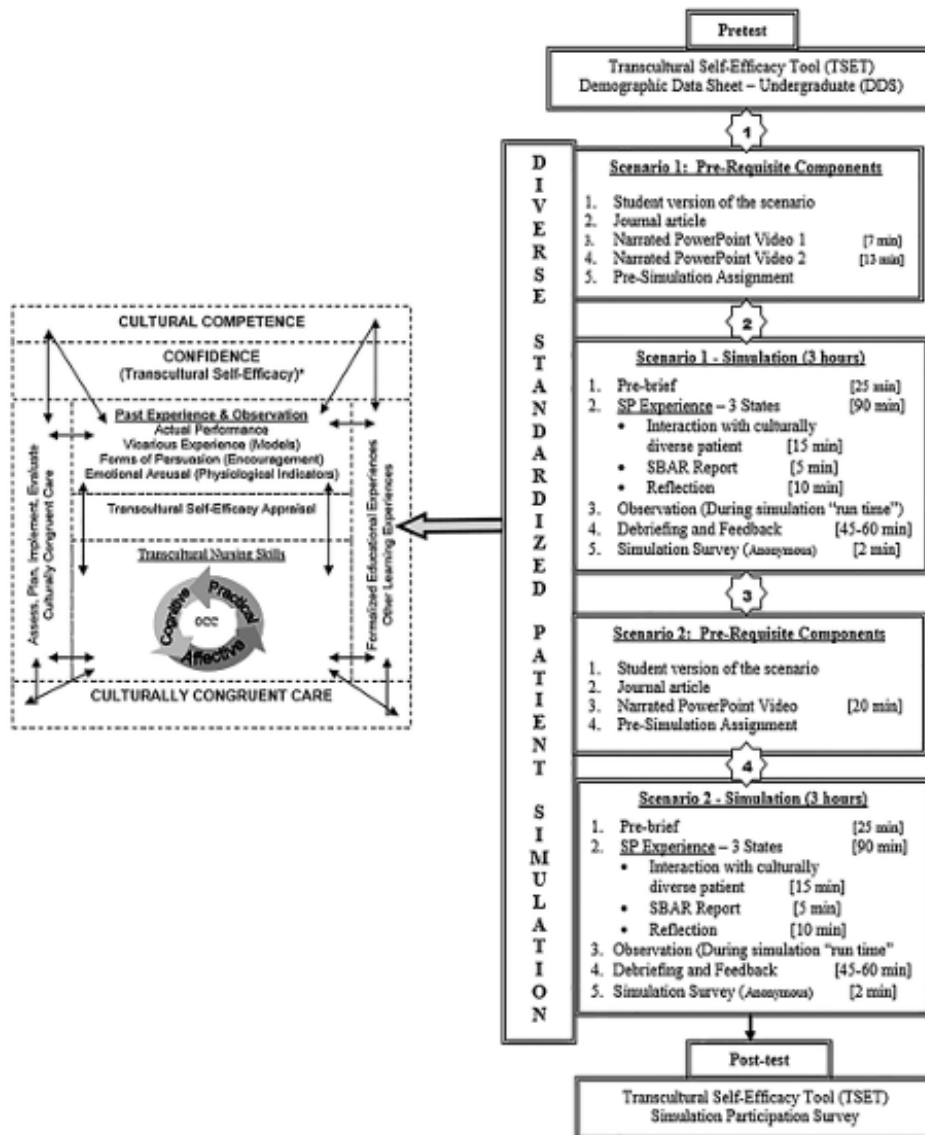 Pretest
Transcultural Self-Efficacy Tool (TSET)
Demographic Data Sheet – Undergraduate (DDS)
1
DIVERSE STANDARDIZED PATIENT SIMULATION
Scenario 1: Pre-Requisite Components
1. Student version of the scenario
2. Journal article
3. Narrated PowerPoint Video 1 [7 min]
4. Narrated PowerPoint Video 2 [13 min]
5. Pre-Simulation Assignment
2
Scenario 1 - Simulation (3 hours)
1. Pre-brief [25 min]
2. SP Experience – 3 States [90 min]
• Interaction with culturally
diverse patient [15 min]
• SBAR Report [5 min]
• Reflection [10 min]
3. Observation (During simulation "run time")
4. Debriefing and Feedback [45-60 min]
5. Simulation Survey (Anonymous) [2 min]
3
Scenario 2: Pre-Requisite Components
1. Student version of the scenario
2. Journal article
3. Narrated PowerPoint Video [20 min]
4. Pre-Simulation Assignment
4
Scenario 2 - Simulation (3 hours)
1. Pre-brief [25 min]
2. SP Experience – 3 States [90 min]
• Interaction with culturally
diverse patient [15 min]
• SBAR Report [5 min]
• Reflection [10 min]
3. Observation (During simulation "run time"
4. Debriefing and Feedback [45-60 min]
5. Simulation Survey (Anonymous) [2 min]
Post-test
Transcultural Self-Efficacy Tool (TSET)
Simulation Participation Survey
CULTURAL COMPETENCE
CONFIDENCE
(Transcultural Self-Efficacy)*
Past Experience & Observation
Actual Performance
Vicarious Experience (Models)
Forms of Persuasion (Encouragement)
Emotional Arousal (Physiological Indicators)
Transcultural Self-Efficacy Appraisal
Transcultural Nursing Skills
Cognitive
Practical
Affective
CULTURALLY CONGRUENT CARE
Assess, Plan, Implement, Evaluate
Culturally Congruent Care
Formalized Educational Experiences
Other Learning Experiences